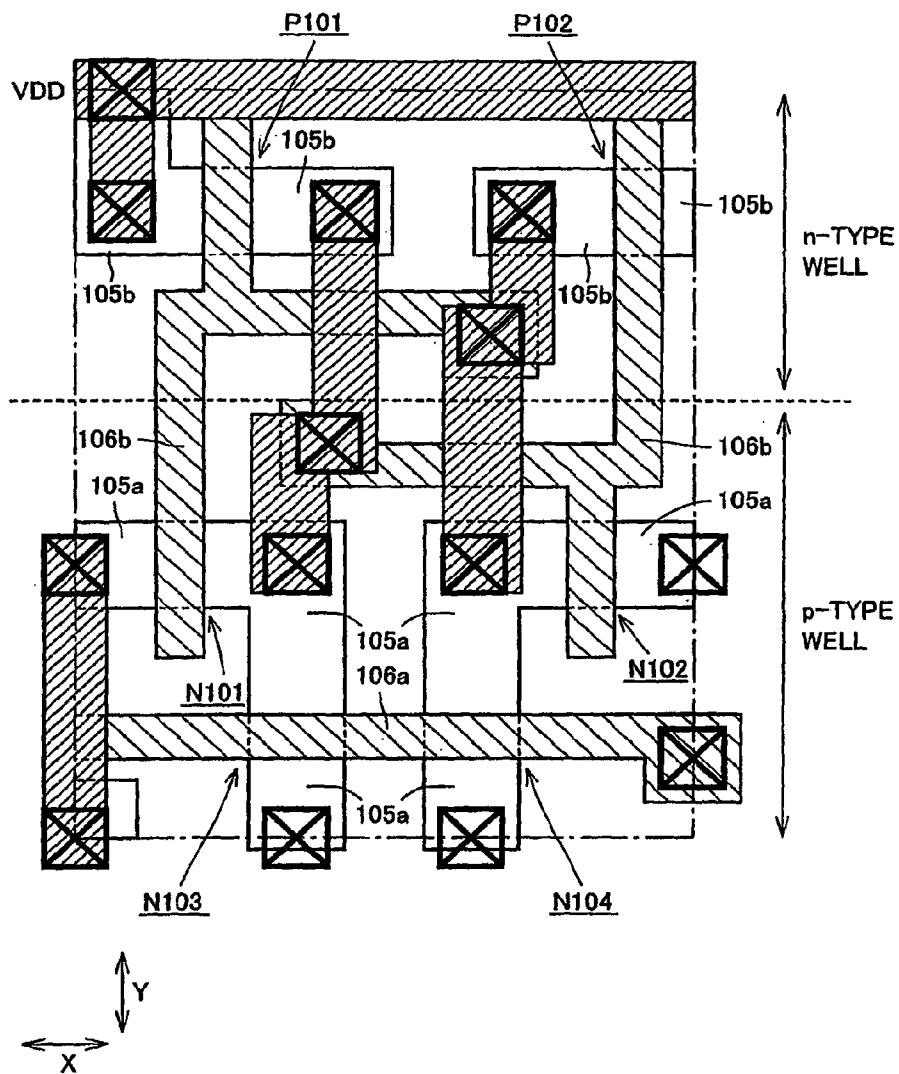 P101
P102
VDD
105b
105b
105b
105b
n-TYPE
WELL
106b
106b
105a
105a
105a
p-TYPE
WELL
N101
N102
106a
105a
N103
N104
Y
X